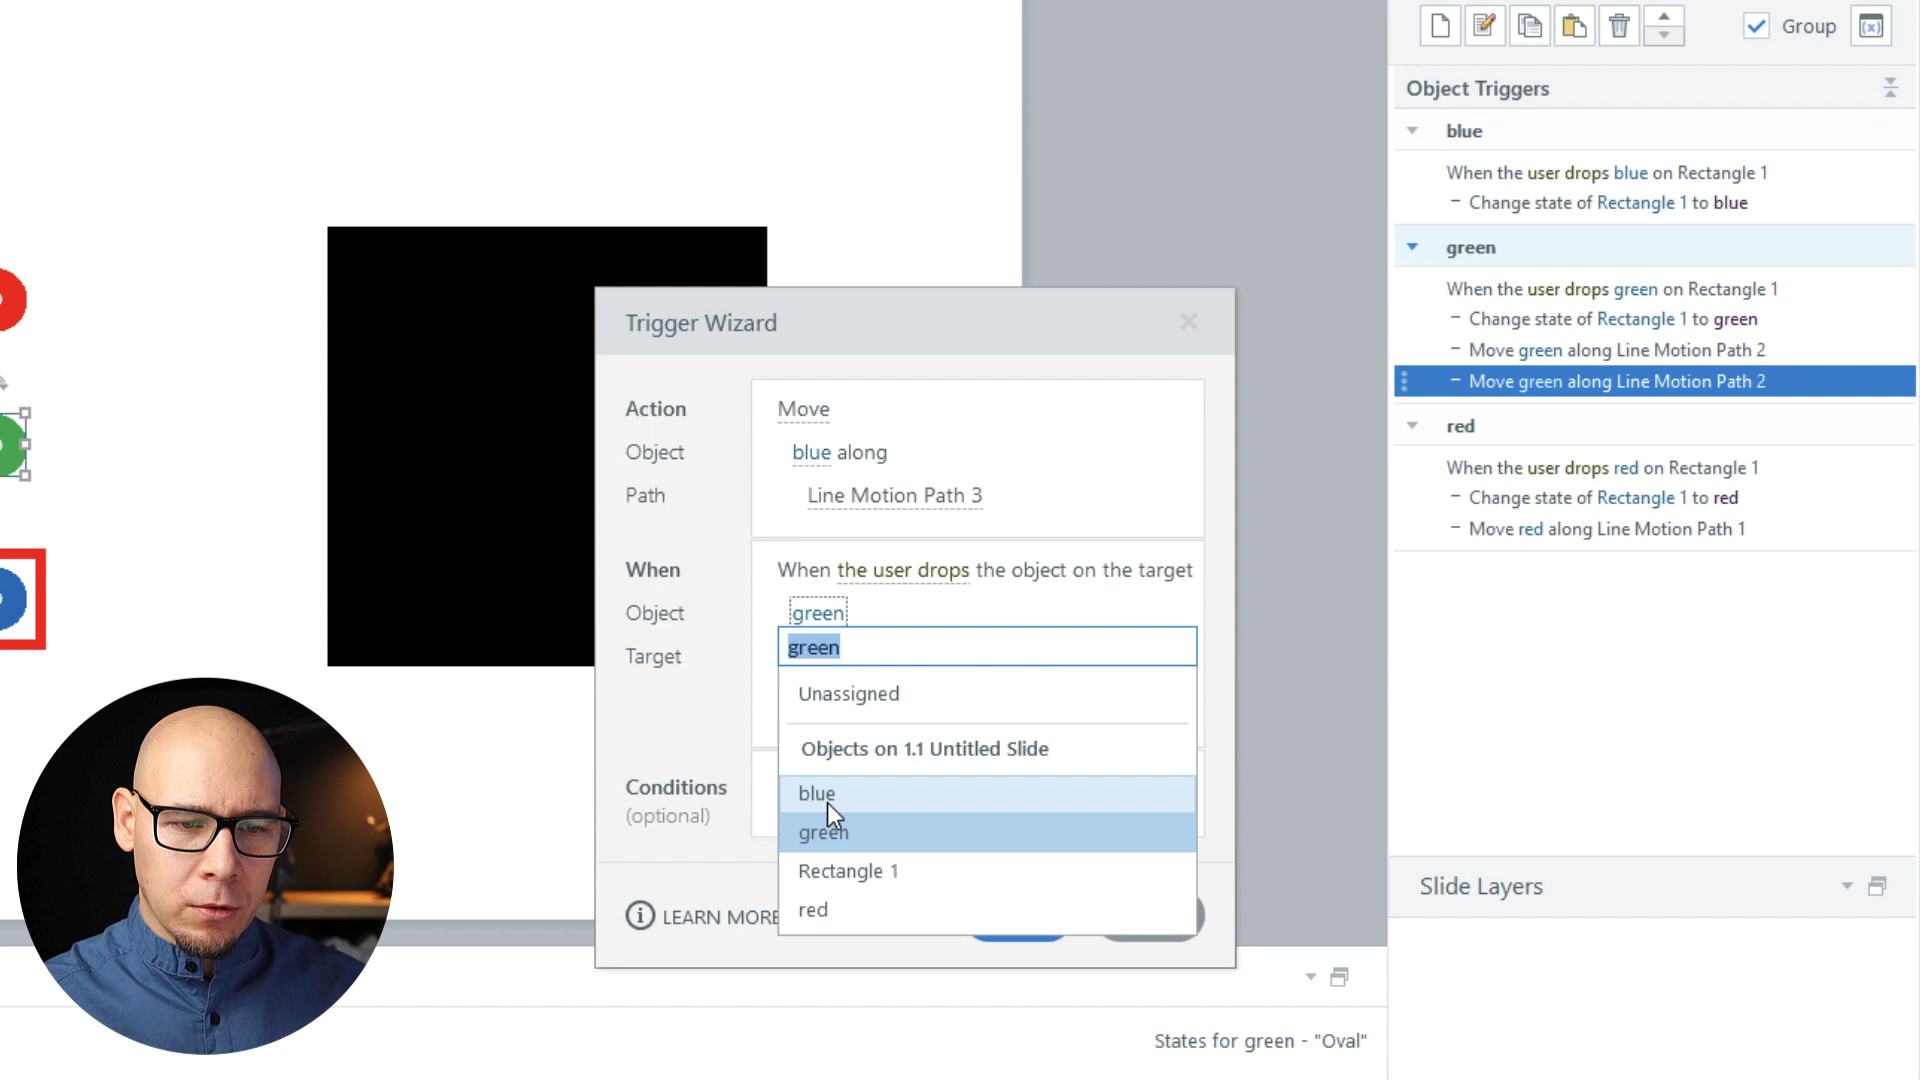 Group
Object Triggers
blue
When the user drops blue on Rectangle 1
- Change state of Rectangle 1 to blue
green
When the user drops green on Rectangle 1
- Change state of Rectangle 1 to green
- Move green along Line Motion Path 2
- Move green along Line Motion Path 2
red
When the user drops red on Rectangle 1
- Change state of Rectangle 1 to red
- Move red along Line Motion Path 1
Slide Layers
Trigger Wizard
Action Move
Object blue along
Path Line Motion Path 3
When When the user drops the object on the target
Object green
Target green
Unassigned
Objects on 1.1 Untitled Slide
blue
green
Rectangle 1
red
Conditions
(optional)
LEARN MORE
States for green - "Oval"